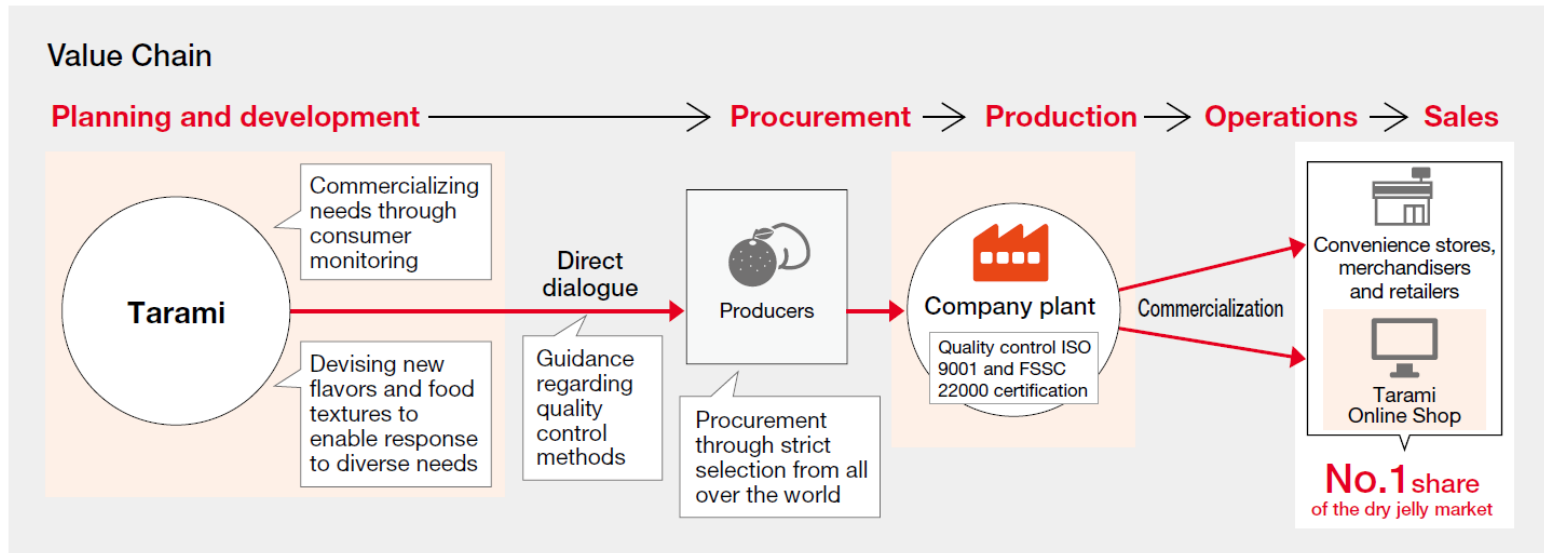 Value Chain
Planning and development
Procurement
Production
Operations
Sales
Tarami
Commercializing
needs through
consumer
monitoring
Devising new
flavors and food
textures to
enable response
to diverse needs
Direct
dialogue
Guidance
regarding
quality
control
methods
Producers
Procurement
through strict
selection from all
over the world
Company plant
Quality control ISO
9001 and FSSC
22000 certification
Commercialization
Convenience stores,
merchandisers
and retailers
Tarami
Online Shop
No.1 share
of the dry jelly market